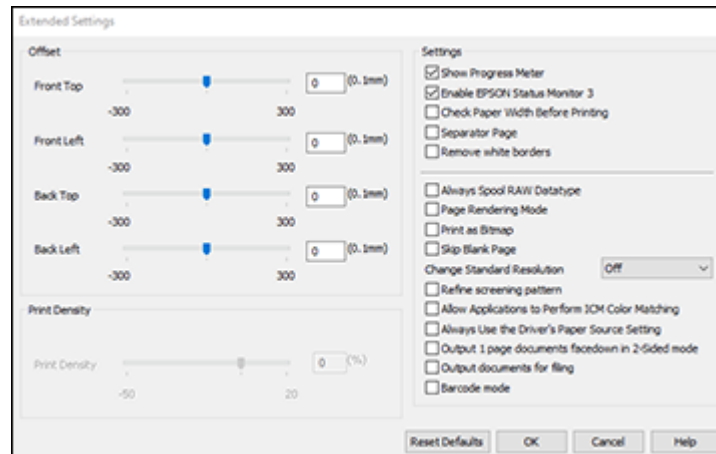 Extended Settings
Offset
Front Top
0
(0.1mm)
-300
300
Front Left
0
(0.1mm)
-300
300
Back Top
0
(0.1mm)
-300
300
Back Left
0
(0.1mm)
-300
300
Print Density
Print Density
0
(%)
-50
20
Settings
Show Progress Meter
Enable EPSON Status Monitor 3
Check Paper Width Before Printing
Separator Page
Remove white borders
Always Spool RAW Datatype
Page Rendering Mode
Print as Bitmap
Skip Blank Page
Change Standard Resolution
Off
Refine screening pattern
Allow Applications to Perform ICM Color Matching
Always Use the Driver's Paper Source Setting
Output 1 page documents facedown in 2-Sided mode
Output documents for filing
Barcode mode
Reset Defaults
OK
Cancel
Help